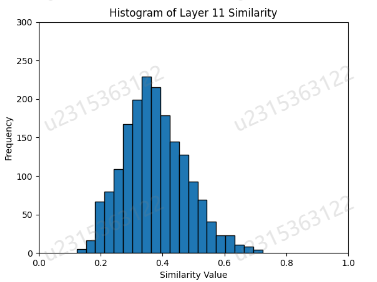 Histogram of Layer 11 Similarity
300
250
200
150
100
50
0
Frequency
0.0 0.2 0.4 0.6 0.8 1.0
Similarity Value
u2315363122
u2315363122
u2315363122
u2315363122